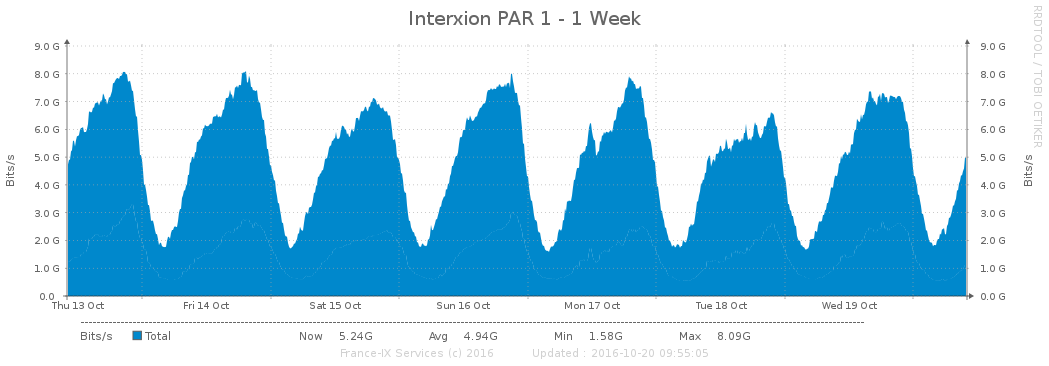 Interxion PAR 1 - 1 Week
RRDTOOL / TOBI OETIKER
9.0 G 9.0 G
8.0 G 8.0 G
7.0 G 7.0 G
6.0 G 6.0 G
5.0 G 5.0 G
4.0 G 4.0 G
3.0 G 3.0 G
2.0 G 2.0 G
1.0 G 1.0 G
0.0 0.0 G
Bits/s
Bits/s
Thu 13 Oct Fri 14 Oct Sat 15 Oct Sun 16 Oct Mon 17 Oct Tue 18 Oct Wed 19 Oct
Bits/s Total Now 5.24G Avg 4.94G Min 1.58G Max 8.09G
France-IX Services (c) 2016 Updated : 2016-10-20 09:55:05